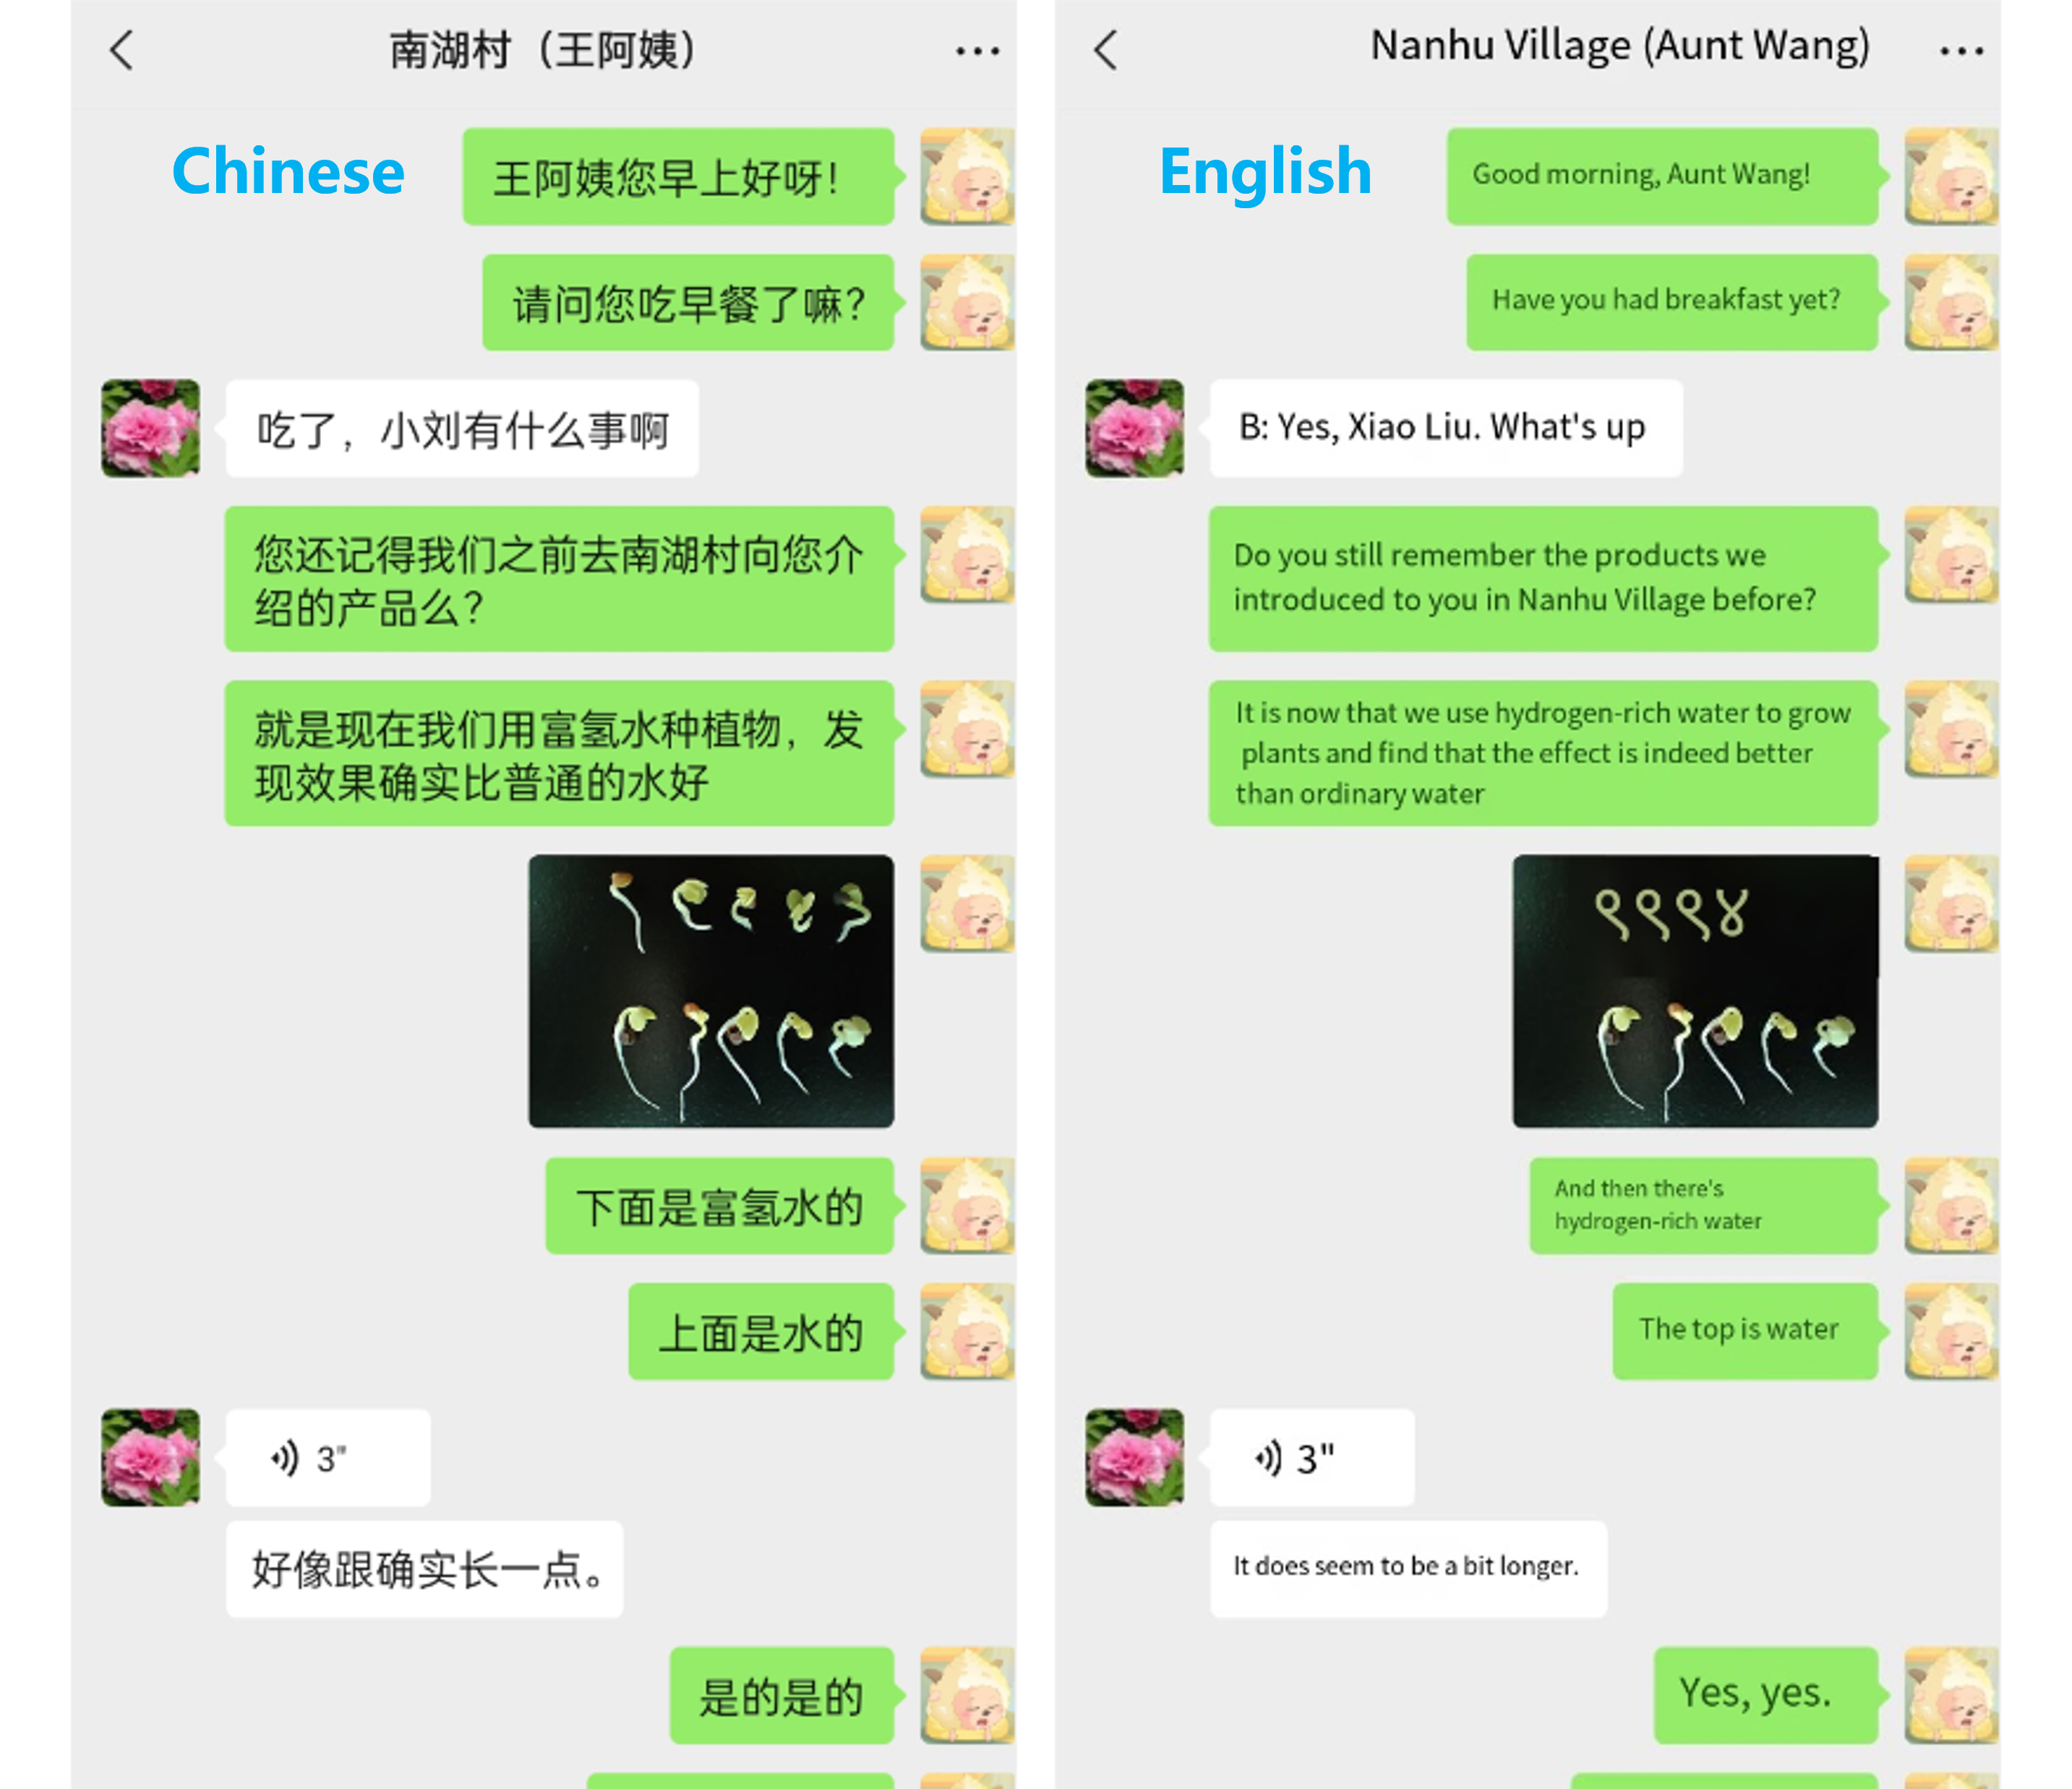 南湖村（王阿姨）
Chinese
王阿姨您早上好呀！
请问您吃早餐了嘛？
吃了，小刘有什么事啊
您还记得我们之前去南湖村向您介
绍的产品么？
就是现在我们用富氢水种植物，发
现效果确实比普通的水好
下面是富氢水的
上面是水的
3"
好像跟确实长一点。
是的是的
Nanhu Village (Aunt Wang)
English
Good morning, Aunt Wang!
Have you had breakfast yet?
B: Yes, Xiao Liu. What's up
Do you still remember the products we
introduced to you in Nanhu Village before?
It is now that we use hydrogen-rich water to grow
plants and find that the effect is indeed better
than ordinary water
९९९४
And then there's
hydrogen-rich water
The top is water
3"
It does seem to be a bit longer.
Yes, yes.